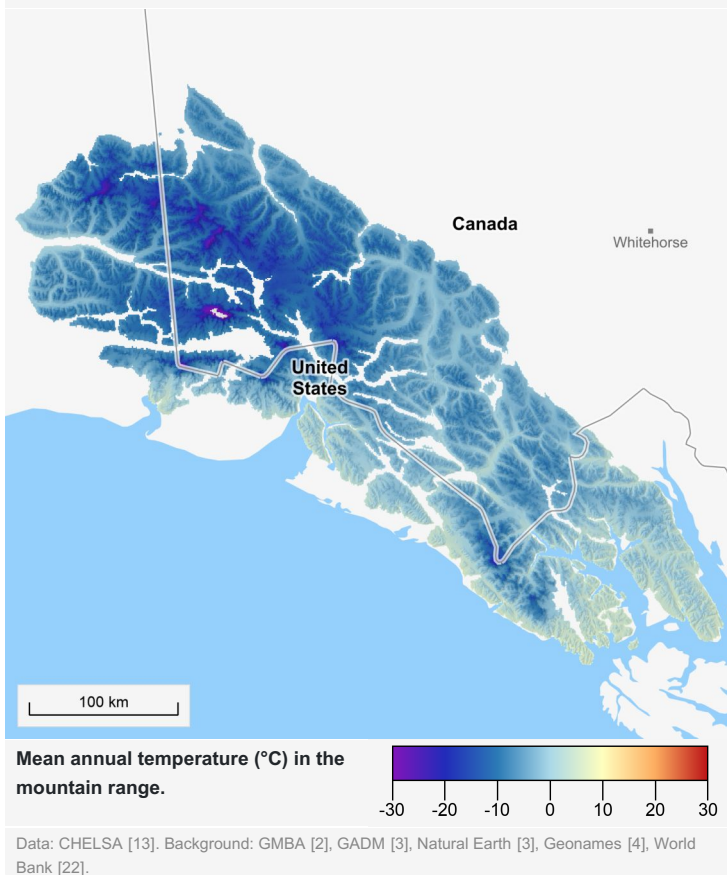 Canada
Whitehorse
United
States
100 km
Mean annual temperature (°C) in the
mountain range.
-30 -20 -10 0 10 20 30
Data: CHELSA [13]. Background: GMBA [2], GADM [3], Natural Earth [3], Geonames [4], World
Bank [22].